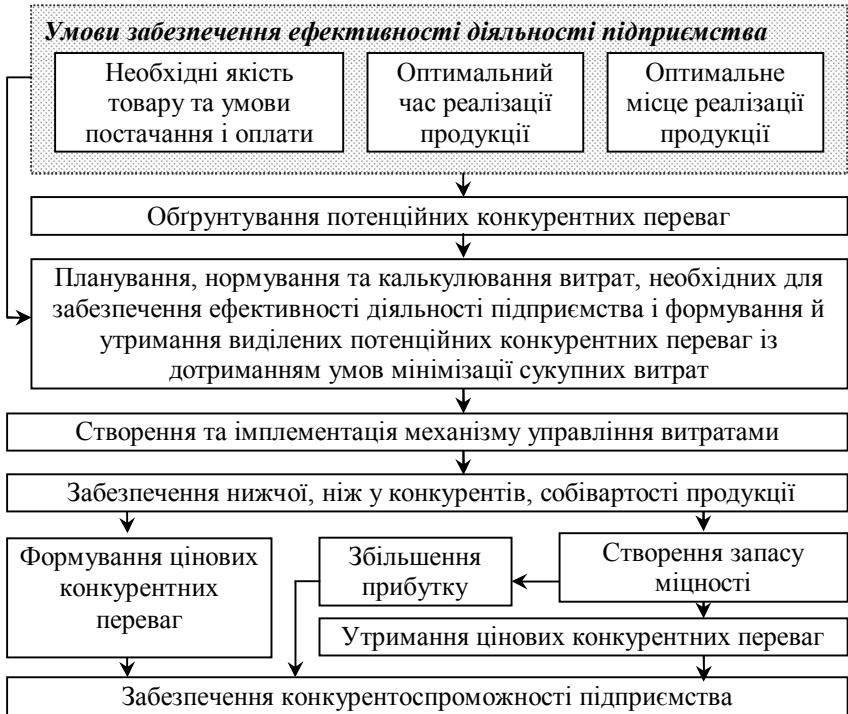 Умови забезпечення ефективності діяльності підприємства
Необхідні якість
товару та умови
постачання і оплати
Оптимальний
час реалізації
продукції
Оптимальне
місце реалізації
продукції
Обґрунтування потенційних конкурентних переваг
Планування, нормування та калькулювання витрат, необхідних для
забезпечення ефективності діяльності підприємства і формування й
утримання виділених потенційних конкурентних переваг із
дотриманням умов мінімізації сукупних витрат
Створення та імплементація механізму управління витратами
Забезпечення нижчої, ніж у конкурентів, собівартості продукції
Формування цінових
конкурентних
переваг
Збільшення
прибутку
Створення запасу
міцності
Утримання цінових конкурентних переваг
Забезпечення конкурентоспроможності підприємства